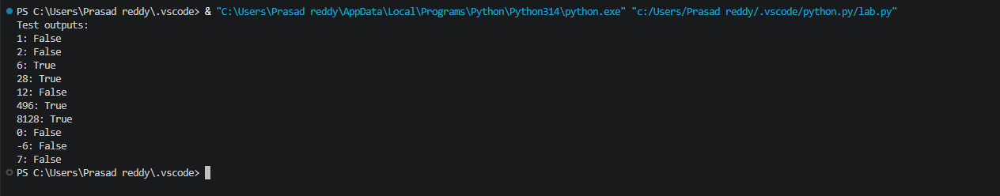 PS C:\Users\Prasad reddy\.vscode> & "C:\Users\Prasad reddy\AppData\Local\Programs\Python\Python314\python.exe" "c:/Users/Prasad reddy/.vscode/python.py/lab.py"
Test outputs:
1: False
2: False
6: True
28: True
12: False
496: True
8128: True
0: False
-6: False
7: False
PS C:\Users\Prasad reddy\.vscode>